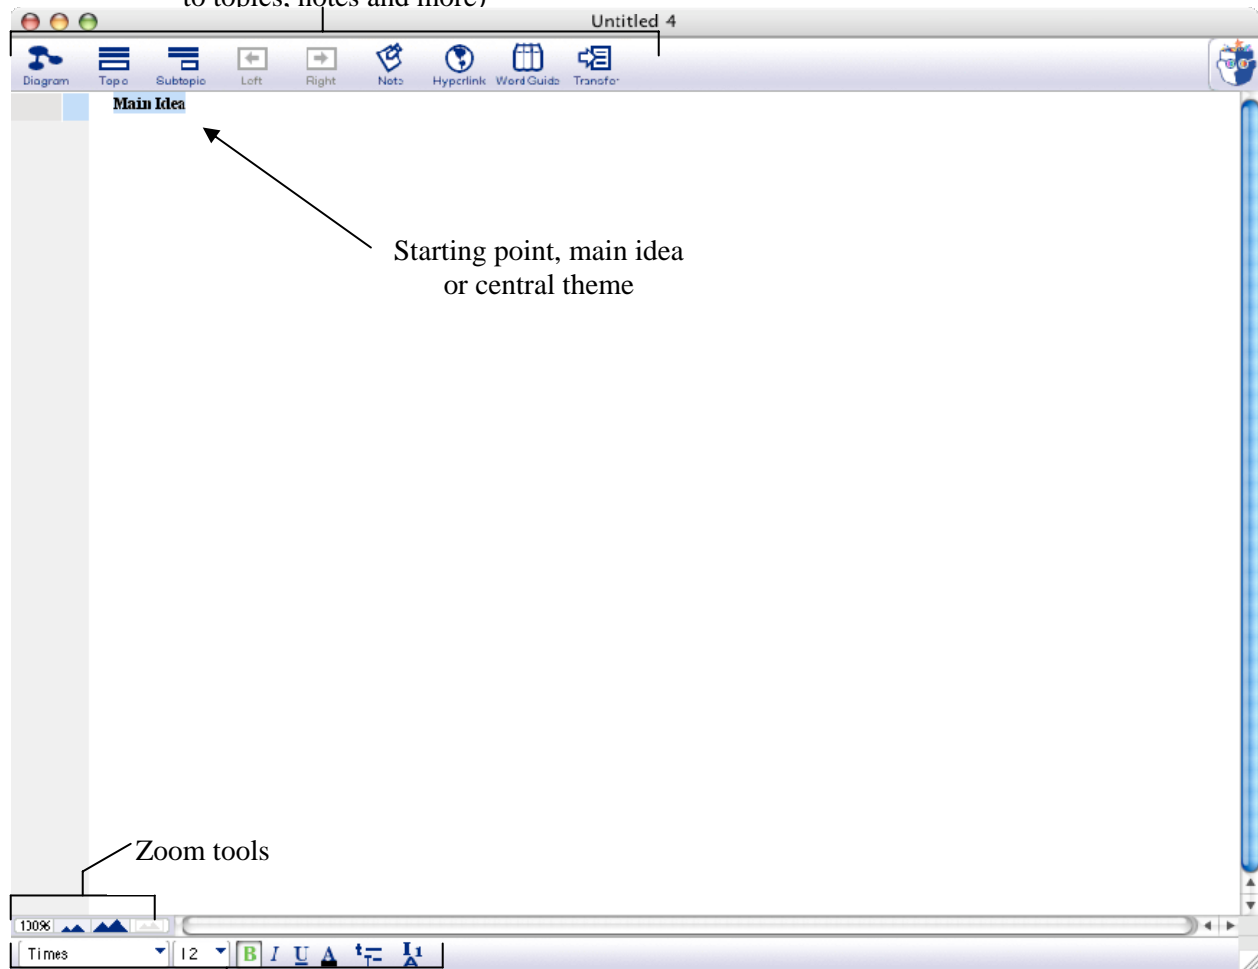 to topics, notes and more)
Untitled 4
Diagram Topic Subtopic Left Right Note Hyperlink Word Guide Transfer
Main Idea
Starting point, main idea
or central theme
Zoom tools
100%
Times 12 B I U A